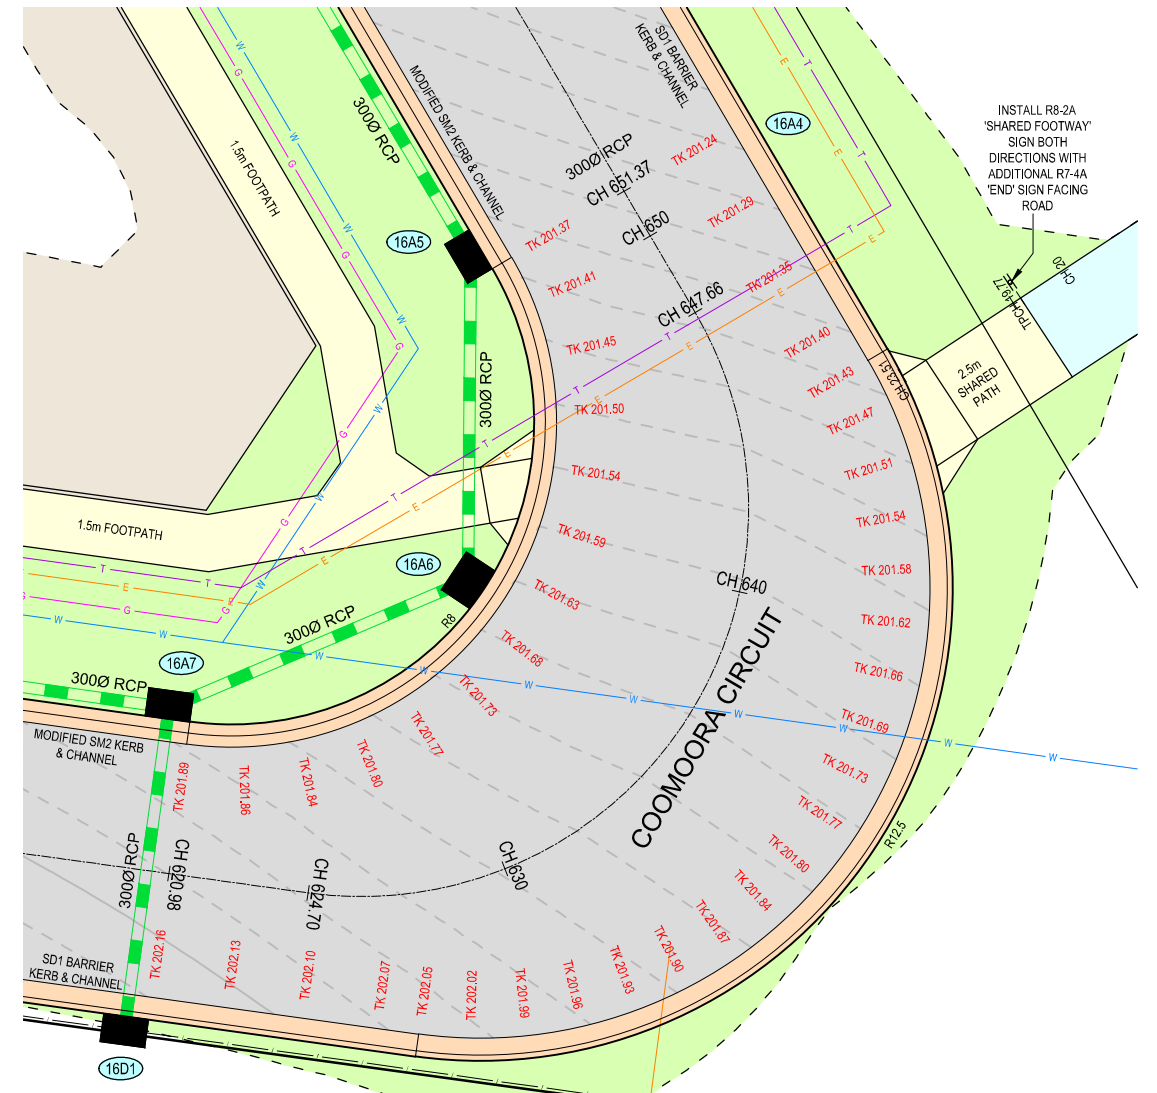 SD1 BARRIER
KERB & CHANNEL
MODIFIED SM2 KERB & CHANNEL
300Ø RCP
1.5m FOOTPATH
16A4
INSTALL R8-2A
'SHARED FOOTWAY'
SIGN BOTH
DIRECTIONS WITH
ADDITIONAL R7-4A
'END' SIGN FACING
ROAD
300Ø RCP
CH 651.37
CH 650
CH 647.66
TK 201.24
TK 201.29
TK 201.35
TK 201.40
TK 201.43
TK 201.47
TK 201.51
TK 201.54
TK 201.58
TK 201.62
TK 201.66
TK 201.69
TK 201.73
TK 201.77
TK 201.80
TK 201.84
TK 201.87
TK 201.90
TK 201.93
TK 201.96
TK 201.99
TK 202.02
TK 202.05
TK 202.07
TK 202.10
TK 202.13
TK 202.16
16A5
TK 201.37
TK 201.41
TK 201.45
TK 201.50
TK 201.54
TK 201.59
TK 201.63
TK 201.68
TK 201.73
TK 201.77
TK 201.80
TK 201.84
TK 201.86
TK 201.89
CH 20
CH 23.51
2.5m
SHARED
PATH
300Ø RCP
1.5m FOOTPATH
16A6
R8
300Ø RCP
16A7
300Ø RCP
MODIFIED SM2 KERB
& CHANNEL
CH 640
COOMOORA CIRCUIT
R12.5
CH 630
CH 624.70
CH 620.98
300Ø RCP
SD1 BARRIER
KERB & CHANNEL
16D1